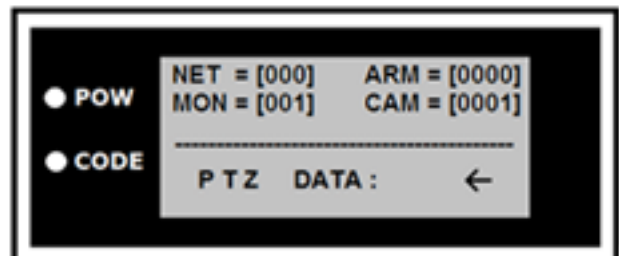 NET = [000] ARM = [0000]
POW
MON = [001] CAM = [0001]
CODE
-----------------------------------------
PTZ DATA : ←